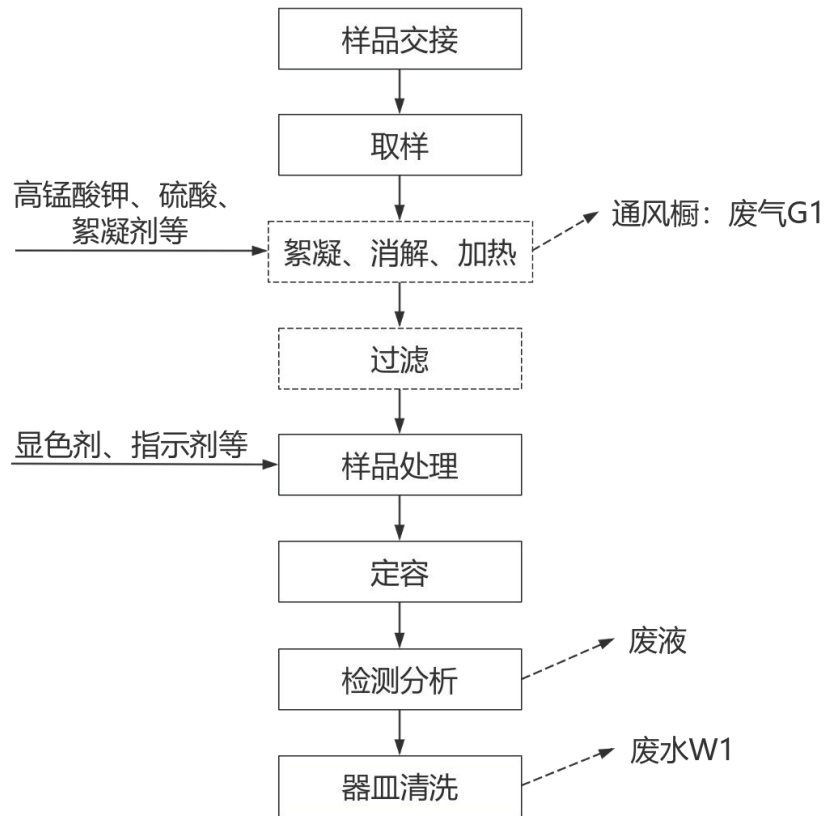 样品交接
取样
高锰酸钾、硫酸、
絮凝剂等
絮凝、消解、加热
通风橱：废气G1
过滤
显色剂、指示剂等
样品处理
定容
检测分析
废液
器皿清洗
废水W1